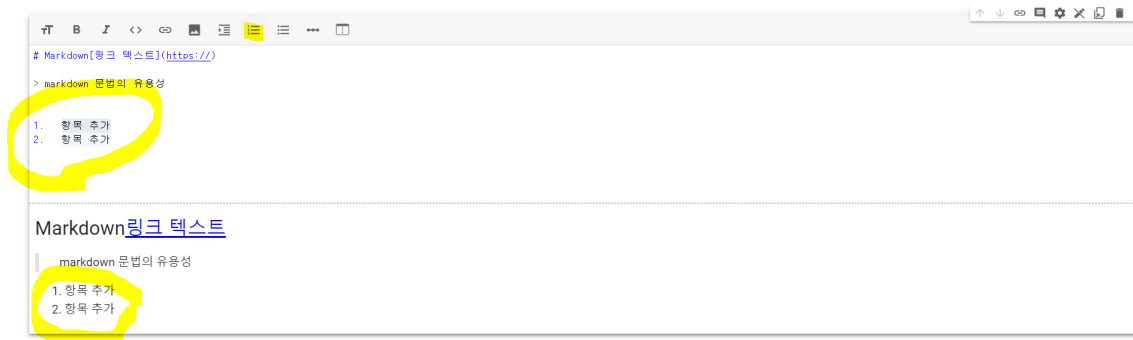 # Markdown[링크 텍스트](https://)
> markdown 문법의 유용성
1. 항목 추가
2. 항목 추가
Markdown링크 텍스트
markdown 문법의 유용성
1. 항목 추가
2. 항목 추가